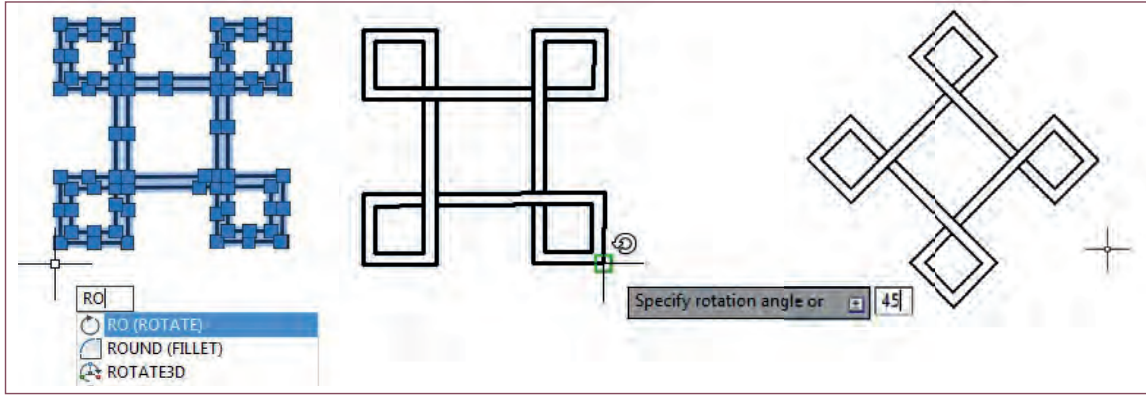 RO
RO (ROTATE)
ROUND (FILLET)
ROTATE3D
Specify rotation angle or 45